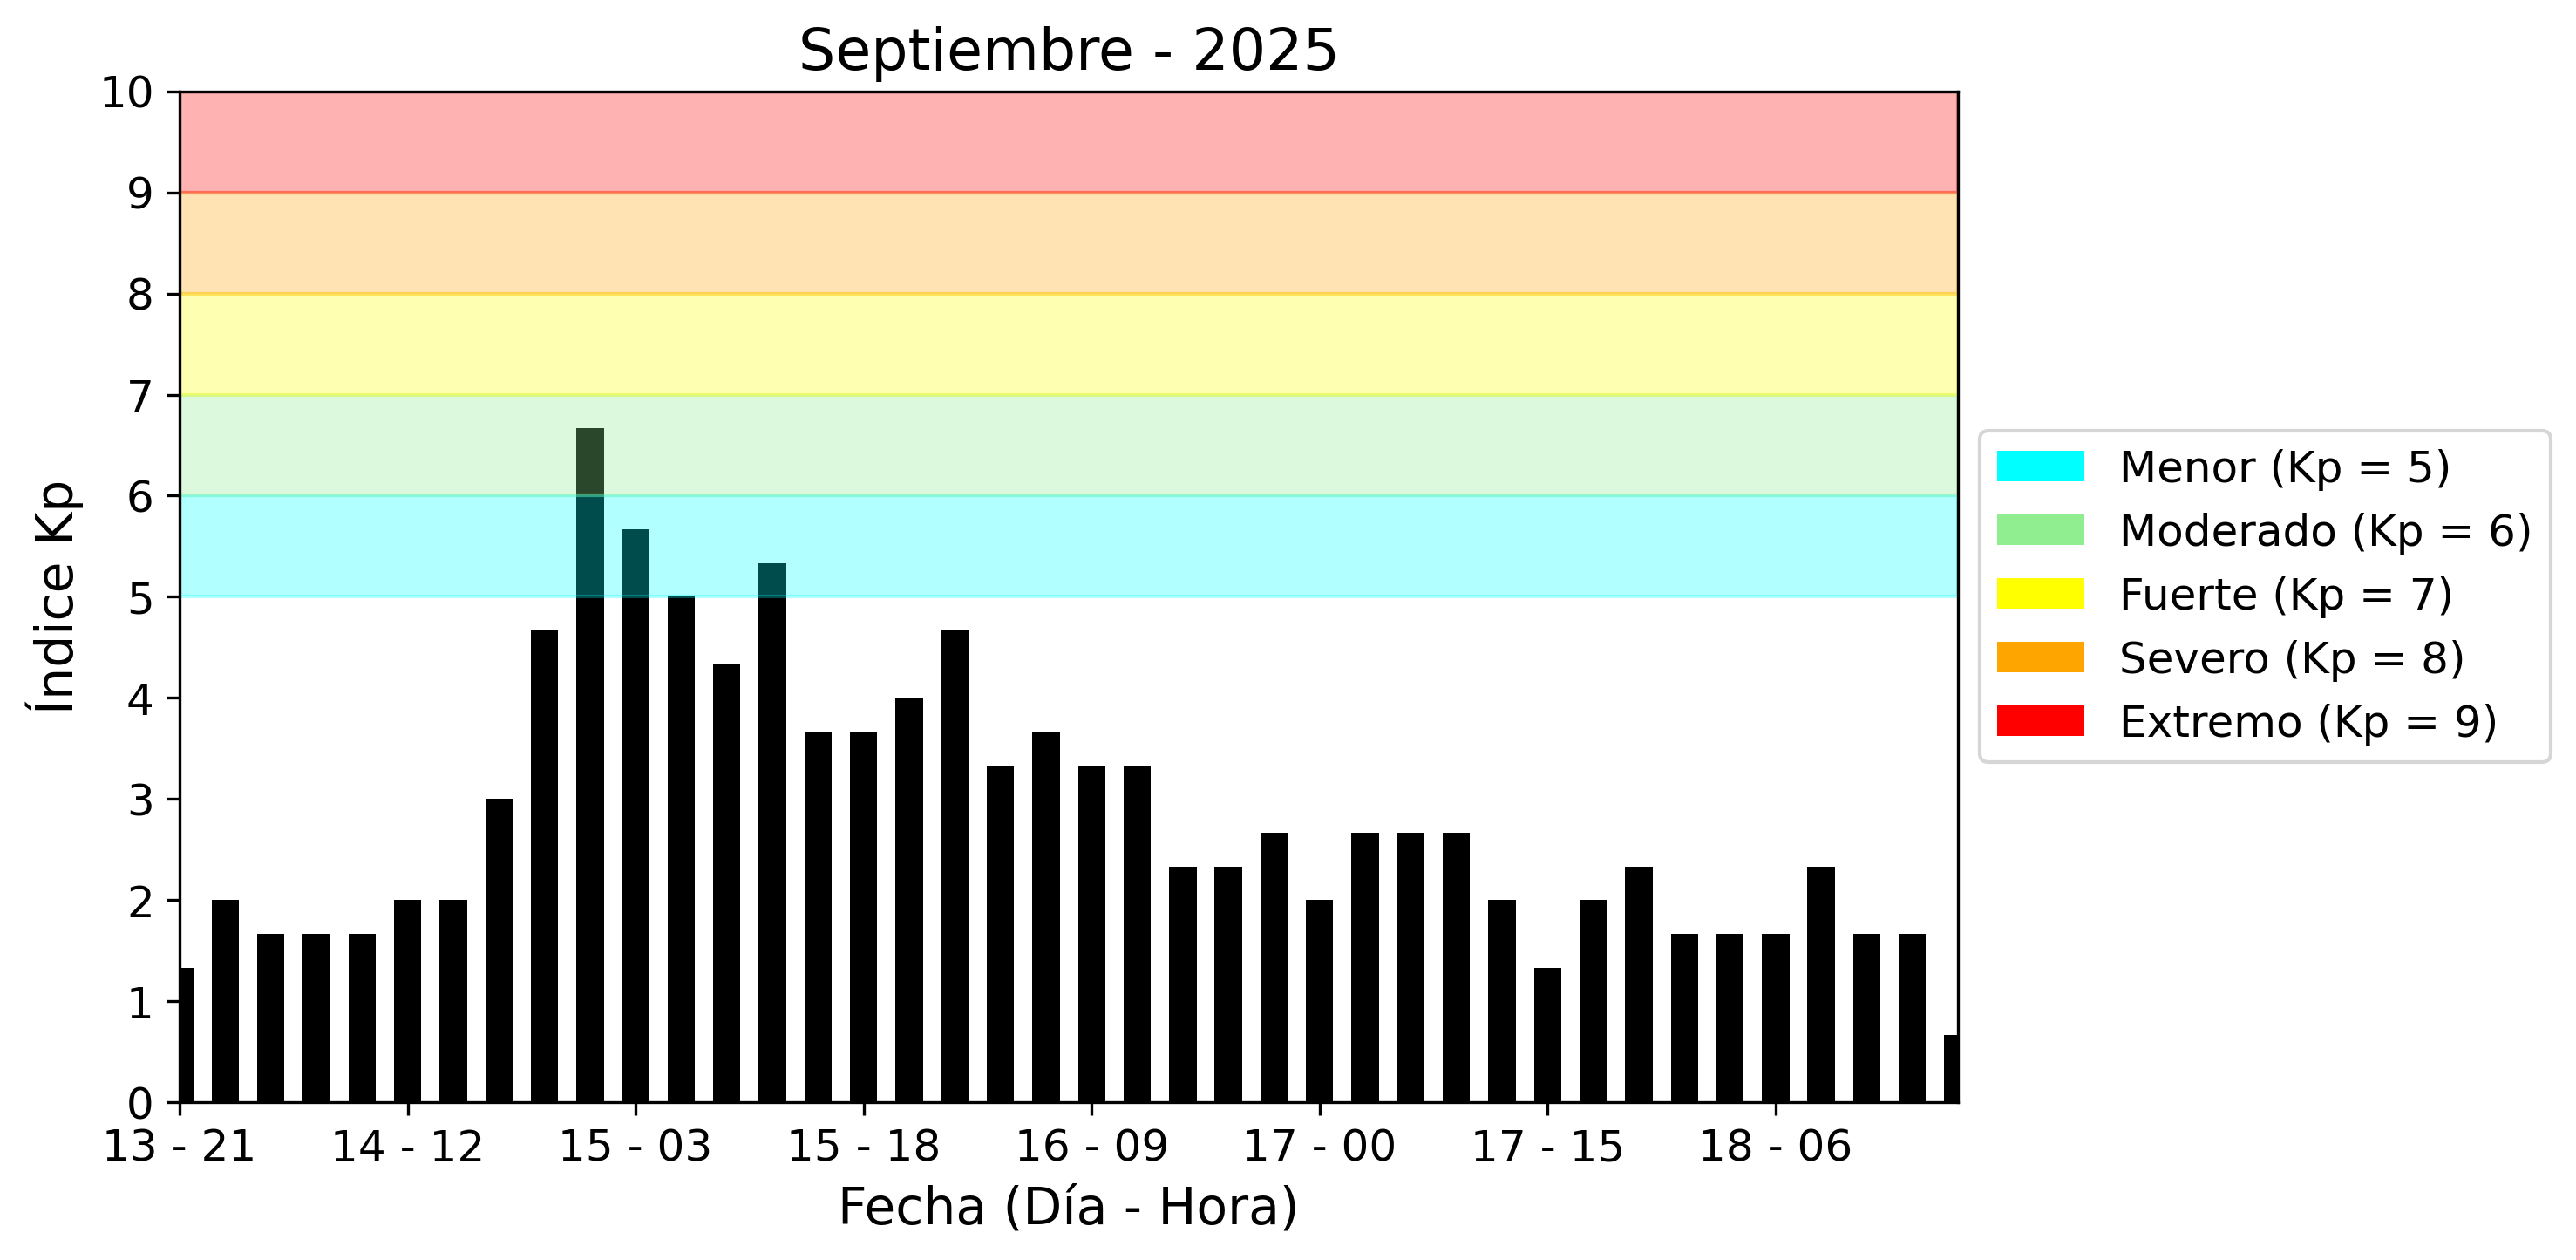 Septiembre - 2025
10
9
8
7
6
5
4
3
2
1
0
Índice Kp
13 - 21
14 - 12
15 - 03
15 - 18
16 - 09
17 - 00
17 - 15
18 - 06
Fecha (Día - Hora)
Menor (Kp = 5)
Moderado (Kp = 6)
Fuerte (Kp = 7)
Severo (Kp = 8)
Extremo (Kp = 9)